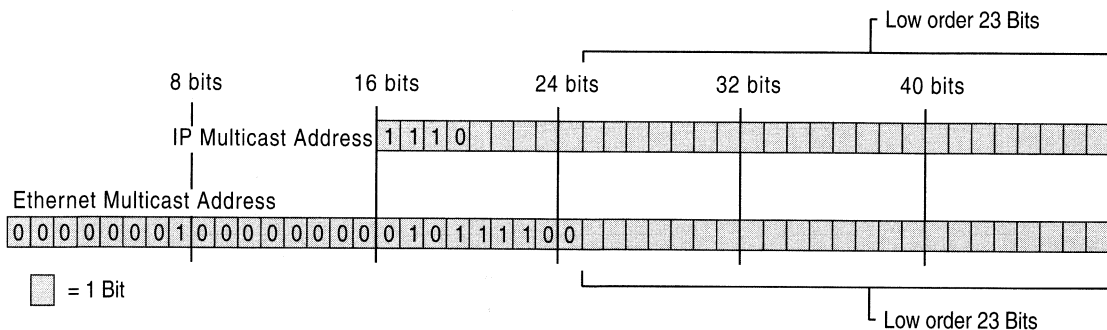 Low order 23 Bits
8 bits 16 bits 24 bits 32 bits 40 bits
IP Multicast Address 1 1 1 0
Ethernet Multicast Address
0 0 0 0 0 0 0 1 0 0 0 0 0 0 0 0 0 1 0 1 1 1 1 0 0
= 1 Bit
Low order 23 Bits